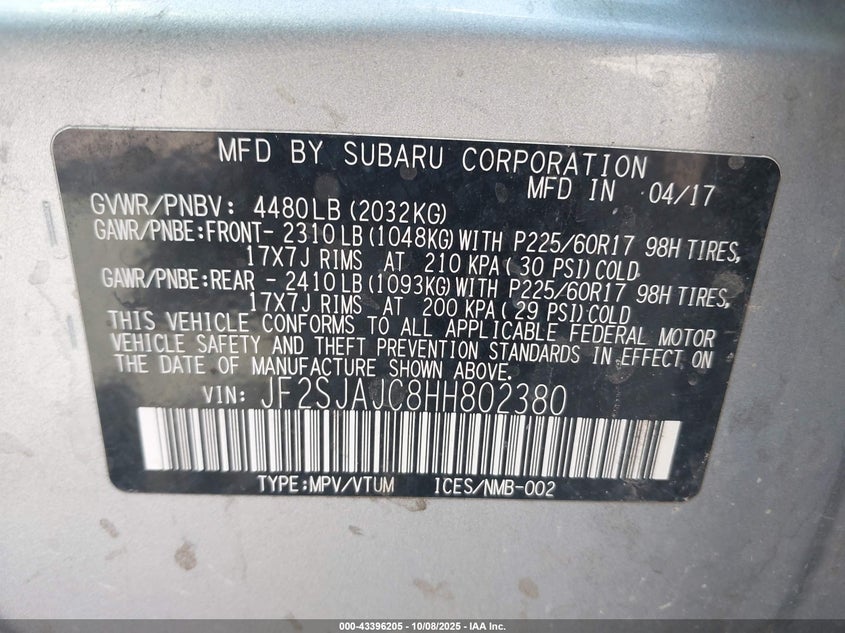 MFD BY SUBARU CORPORATION
MFD IN 04/17
GVWR/PNBV: 4480LB (2032KG)
GAWR/PNBE:FRONT- 2310LB (1048KG) WITH P225/60R17 98H TIRES,
17X7J RIMS AT 210 KPA ( 30 PSI) COLD
GAWR/PNBE:REAR - 2410LB (1093KG) WITH P225/60R17 98H TIRES,
17X7J RIMS AT 200 KPA ( 29 PSI) COLD
THIS VEHICLE CONFORMS TO ALL APPLICABLE FEDERAL MOTOR
VEHICLE SAFETY AND THEFT PREVENTION STANDARDS IN EFFECT ON
THE DATE OF MANUFACTURE SHOWN ABOVE.
VIN: JF2SJAJC8HH802380
TYPE:MPV/VTUM ICES/NMB-002
000-43396205 - 10/08/2025 - IAA Inc.